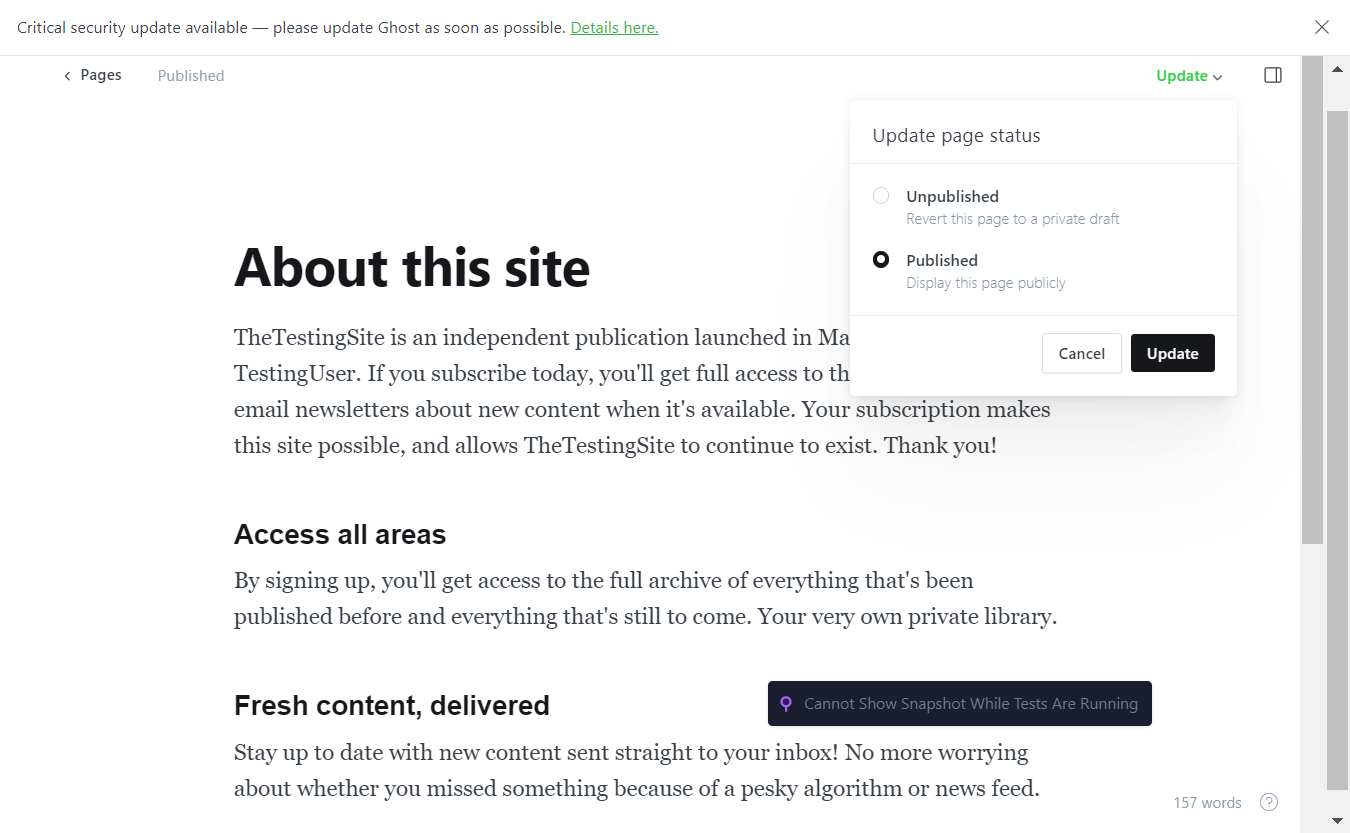 Critical security update available — please update Ghost as soon as possible. Details here.
Pages
Published
Update
Update page status
Unpublished
Revert this page to a private draft
Published
Display this page publicly
Cancel
Update
About this site
TheTestingSite is an independent publication launched in Ma
TestingUser. If you subscribe today, you'll get full access to th
email newsletters about new content when it's available. Your subscription makes
this site possible, and allows TheTestingSite to continue to exist. Thank you!
Access all areas
By signing up, you'll get access to the full archive of everything that's been
published before and everything that's still to come. Your very own private library.
Fresh content, delivered
Cannot Show Snapshot While Tests Are Running
Stay up to date with new content sent straight to your inbox! No more worrying
about whether you missed something because of a pesky algorithm or news feed.
157 words